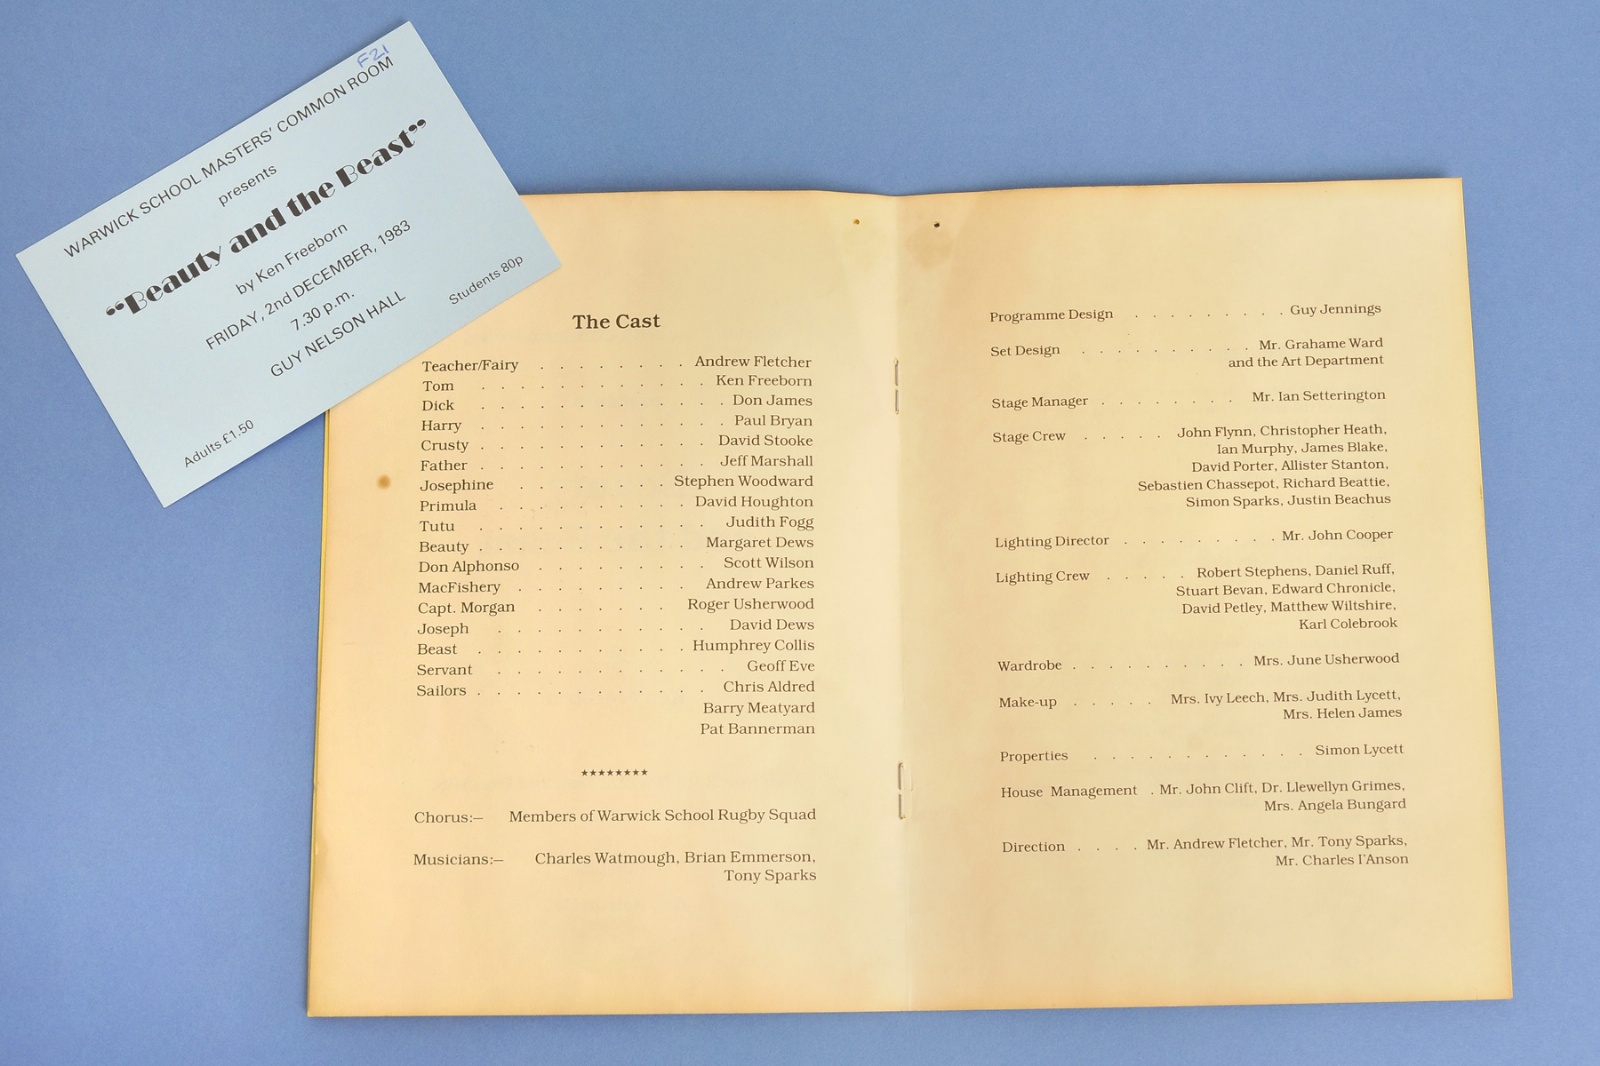 F21
WARWICK SCHOOL MASTERS' COMMON ROOM
presents
“Beauty and the Beast”
by Ken Freeborn
FRIDAY, 2nd DECEMBER, 1983
7.30 p.m.
GUY NELSON HALL
Students 80p
Adults £1.50
The Cast
Teacher/Fairy . . . . . . . . Andrew Fletcher
Tom . . . . . . . . . . . . Ken Freeborn
Dick . . . . . . . . . . . . . Don James
Harry . . . . . . . . . . . . . Paul Bryan
Crusty . . . . . . . . . . . . David Stooke
Father . . . . . . . . . . . . Jeff Marshall
Josephine . . . . . . . . Stephen Woodward
Primula . . . . . . . . . . David Houghton
Tutu . . . . . . . . . . . . Judith Fogg
Beauty . . . . . . . . . . . Margaret Dews
Don Alphonso . . . . . . . . Scott Wilson
MacFishery . . . . . . . . . Andrew Parkes
Capt. Morgan . . . . . . . Roger Usherwood
Joseph . . . . . . . . . . . David Dews
Beast . . . . . . . . . . . . Humphrey Collis
Servant . . . . . . . . . . . . Geoff Eve
Sailors . . . . . . . . . . . . Chris Aldred
Barry Meatyard
Pat Bannerman
********
Chorus:— Members of Warwick School Rugby Squad
Musicians:— Charles Watmough, Brian Emmerson,
Tony Sparks
Programme Design . . . . . . . . . Guy Jennings
Set Design . . . . . . . . . . Mr. Grahame Ward
and the Art Department
Stage Manager . . . . . . . . Mr. Ian Setterington
Stage Crew . . . . . John Flynn, Christopher Heath,
Ian Murphy, James Blake,
David Porter, Allister Stanton,
Sebastien Chassepot, Richard Beattie,
Simon Sparks, Justin Beachus
Lighting Director . . . . . . . . . Mr. John Cooper
Lighting Crew . . . . . Robert Stephens, Daniel Ruff,
Stuart Bevan, Edward Chronicle,
David Petley, Matthew Wiltshire,
Karl Colebrook
Wardrobe . . . . . . . . . . Mrs. June Usherwood
Make-up . . . . . Mrs. Ivy Leech, Mrs. Judith Lycett,
Mrs. Helen James
Properties . . . . . . . . . . . . Simon Lycett
House Management . Mr. John Clift, Dr. Llewellyn Grimes,
Mrs. Angela Bungard
Direction . . . . Mr. Andrew Fletcher, Mr. Tony Sparks,
Mr. Charles I'Anson